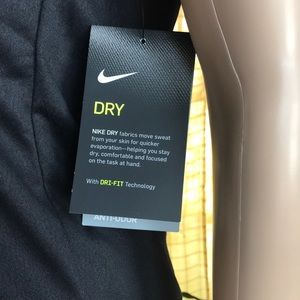 DRY
NIKE DRY fabrics move sweat
from your skin for quicker
evaporation—helping you stay
dry, comfortable and focused
on the task at hand.
With DRI-FIT Technology
ANTI-ODOR